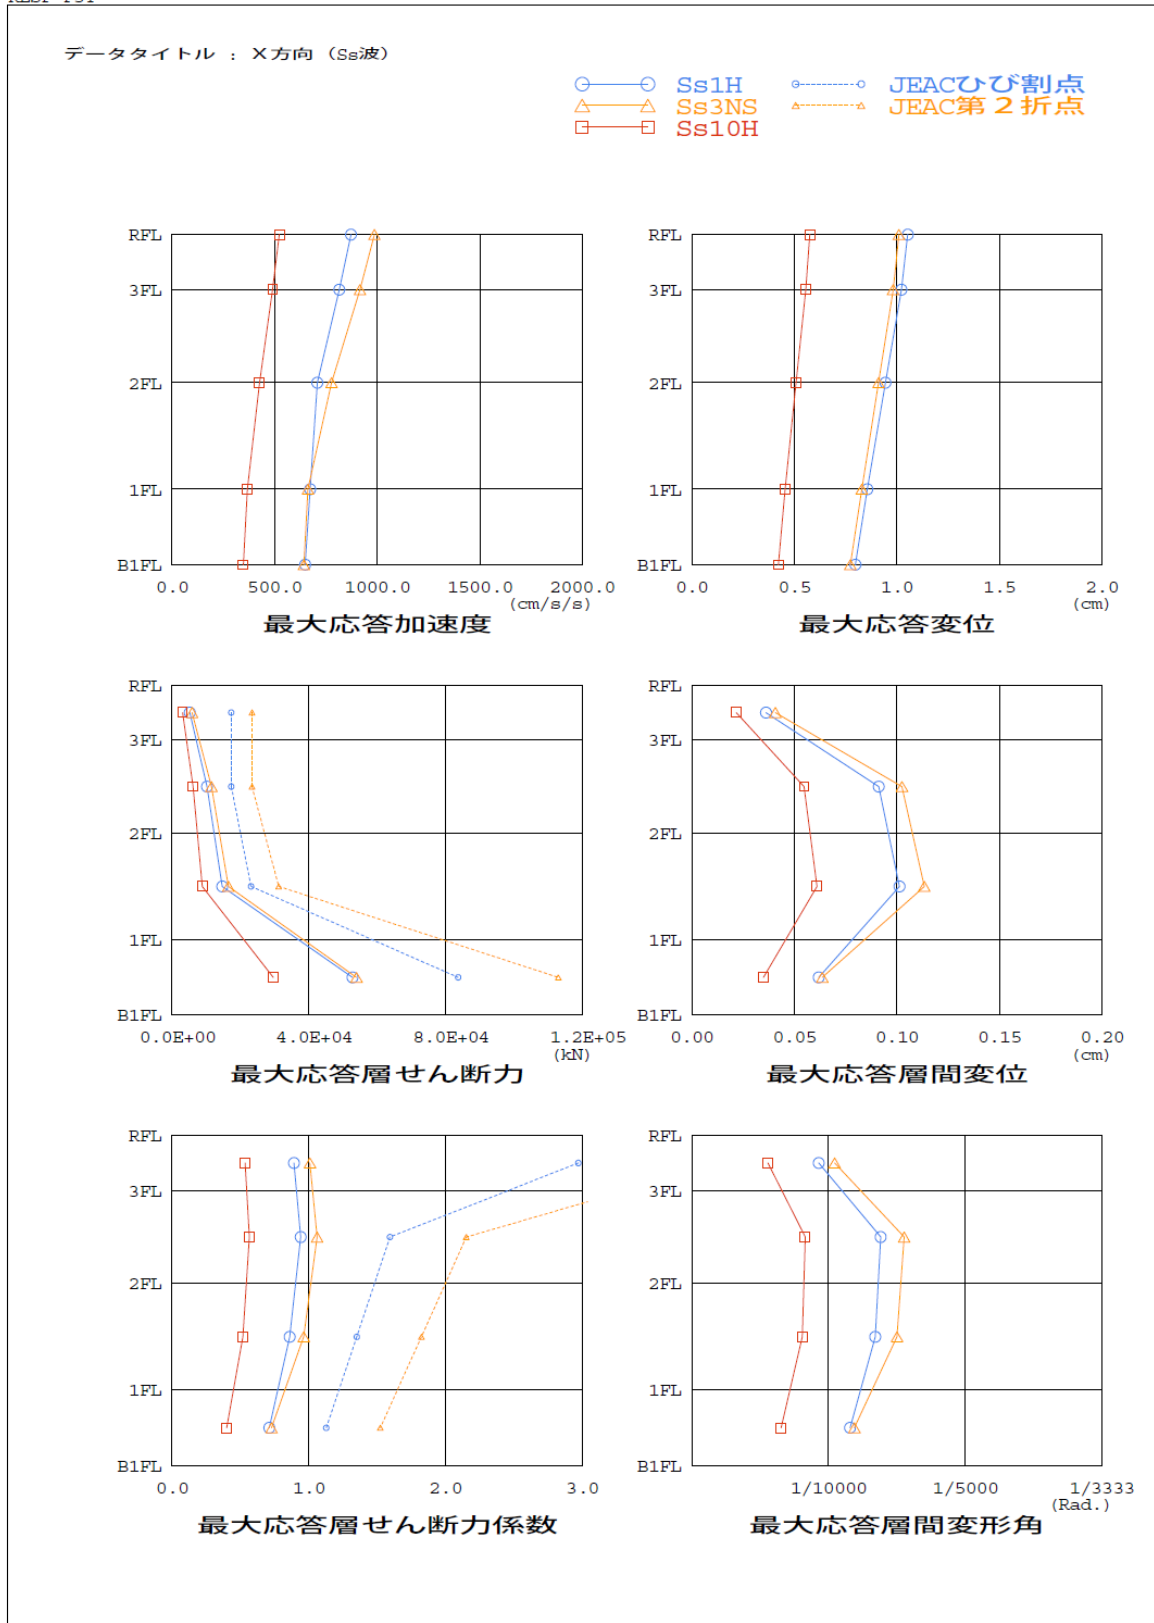 データタイトル ： X方向 (Ss波)
Ss1H JEACひび割点
Ss3NS JEAC第２折点
Ss10H
RFL
3FL
2FL
1FL
B1FL
0.0 500.0 1000.0 1500.0 2000.0
(cm/s/s)
最大応答加速度
RFL
3FL
2FL
1FL
B1FL
0.0 0.5 1.0 1.5 2.0
(cm)
最大応答変位
RFL
3FL
2FL
1FL
B1FL
0.0E+00 4.0E+04 8.0E+04 1.2E+05
(kN)
最大応答層せん断力
RFL
3FL
2FL
1FL
B1FL
0.00 0.05 0.10 0.15 0.20
(cm)
最大応答層間変位
RFL
3FL
2FL
1FL
B1FL
0.0 1.0 2.0 3.0
最大応答層せん断力係数
RFL
3FL
2FL
1FL
B1FL
1/10000 1/5000 1/3333
(Rad.)
最大応答層間変形角